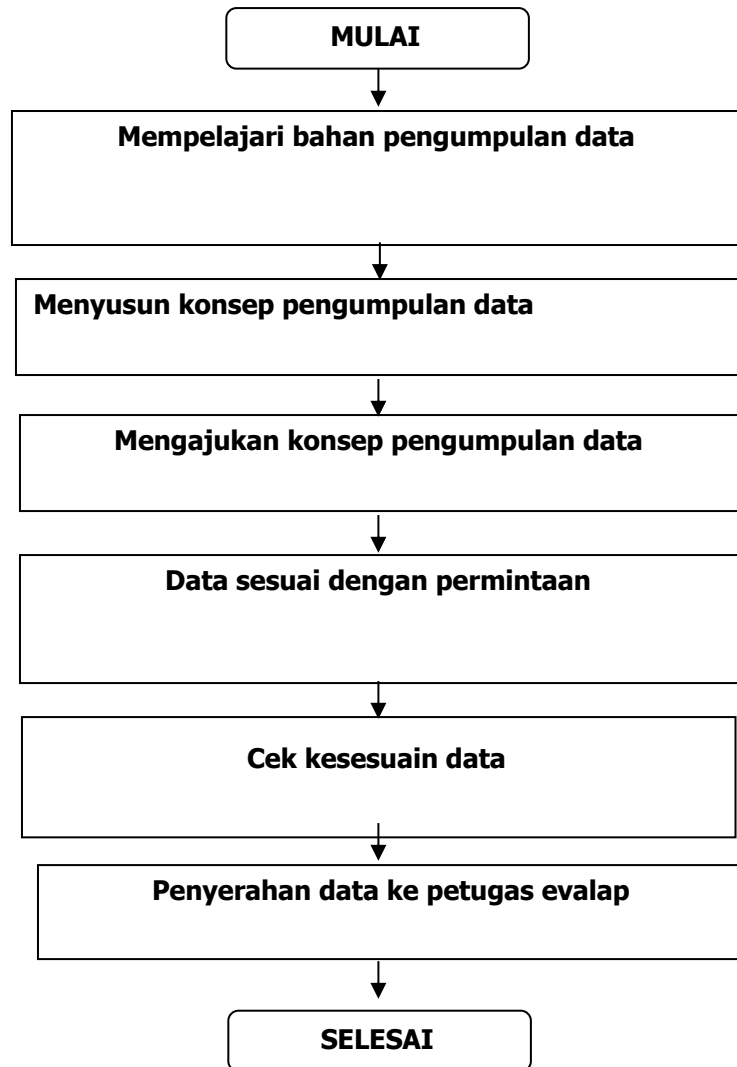 MULAI
Mempelajari bahan pengumpulan data
Menyusun konsep pengumpulan data
Mengajukan konsep pengumpulan data
Data sesuai dengan permintaan
Cek kesesuain data
Penyerahan data ke petugas evalap
SELESAI